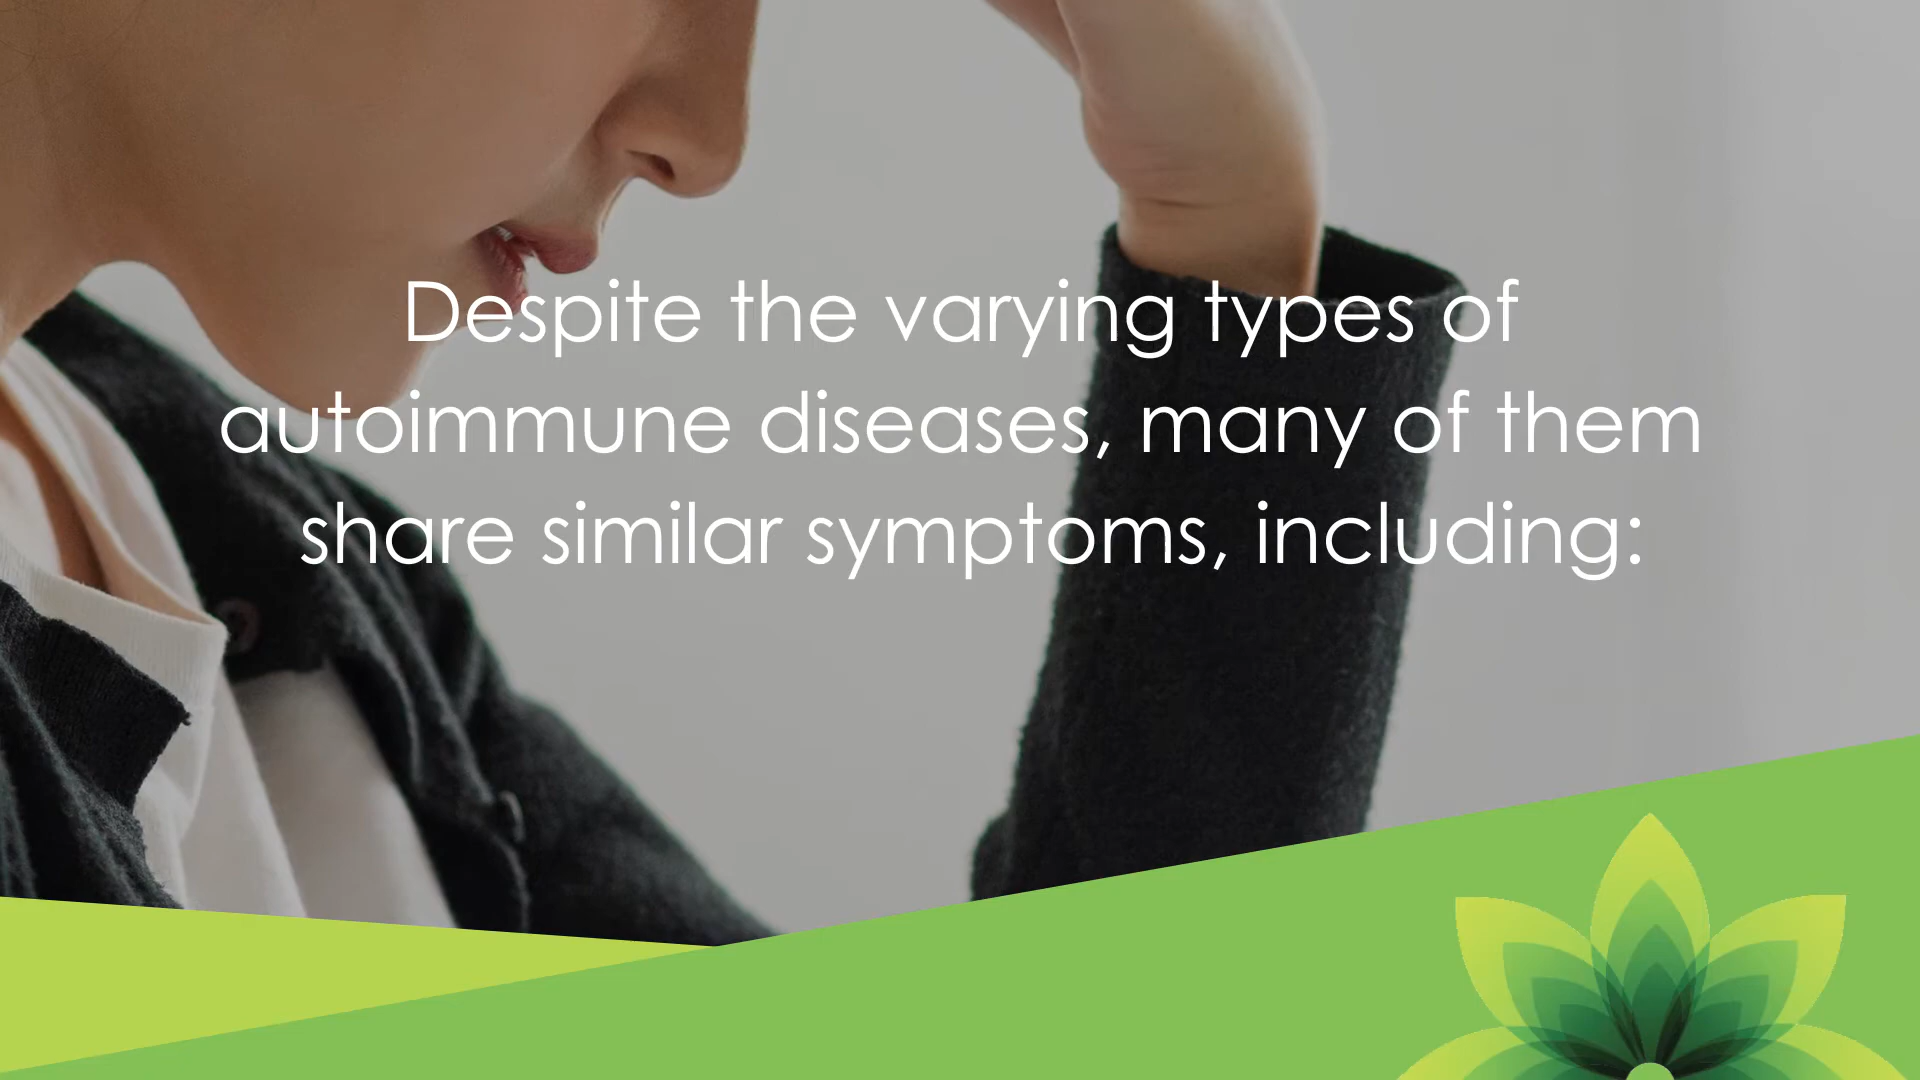 Despite the varying types of
autoimmune diseases, many of them
share similar symptoms, including: